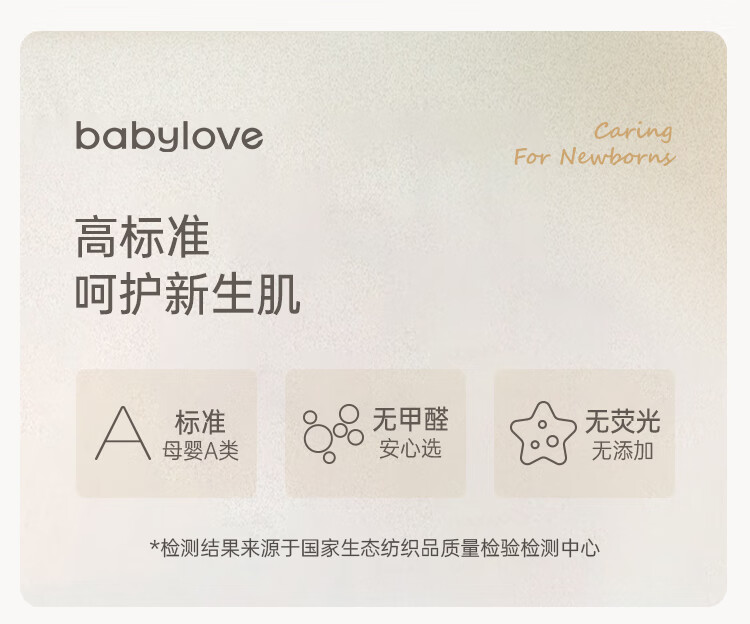 babylove
Caring
For Newborns
高标准
呵护新生肌
标准
母婴A类
无甲醛
安心选
无荧光
无添加
*检测结果来源于国家生态纺织品质量检验检测中心